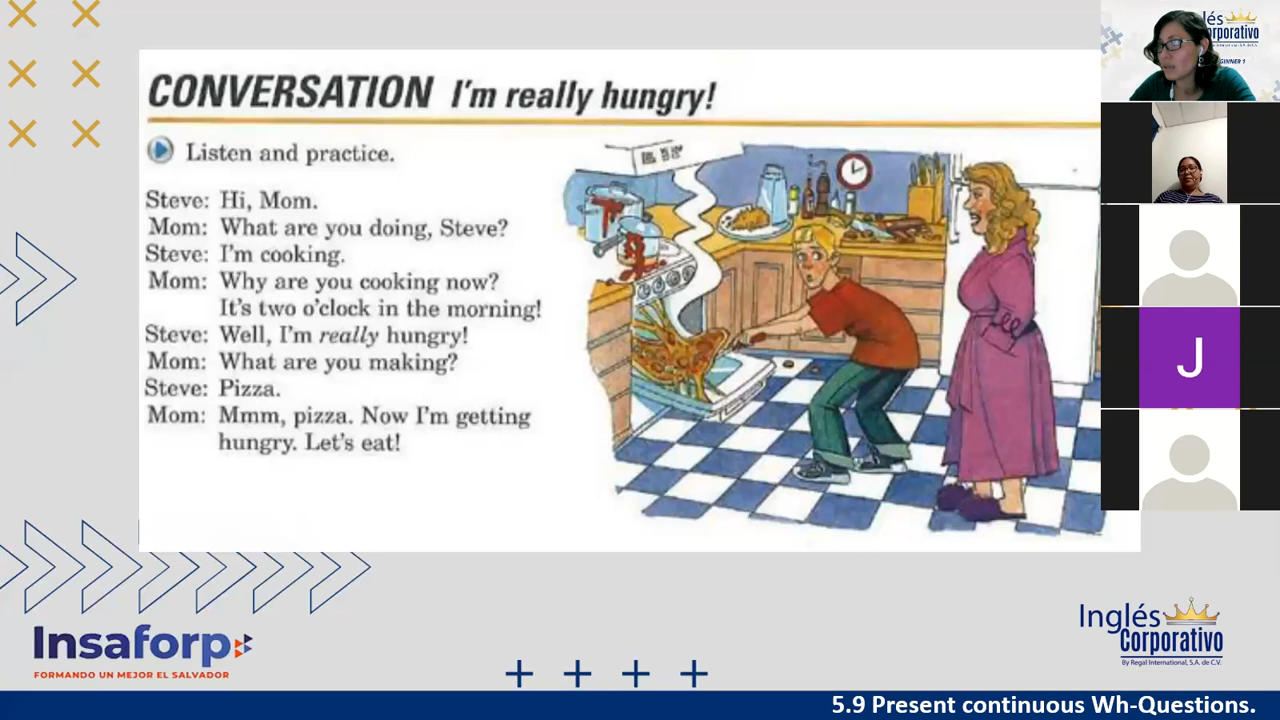 CONVERSATION I'm really hungry!
Listen and practice.
Steve: Hi, Mom.
Mom: What are you doing, Steve?
Steve: I'm cooking.
Mom: Why are you cooking now?
It's two o'clock in the morning!
Steve: Well, I'm really hungry!
Mom: What are you making?
Steve: Pizza.
Mom: Mmm, pizza. Now I'm getting
hungry. Let's eat!
J
Insaforp
FORMANDO UN MEJOR EL SALVADOR
Inglés
Corporativo
By Regal International, S.A. de C.V.
5.9 Present continuous Wh-Questions.